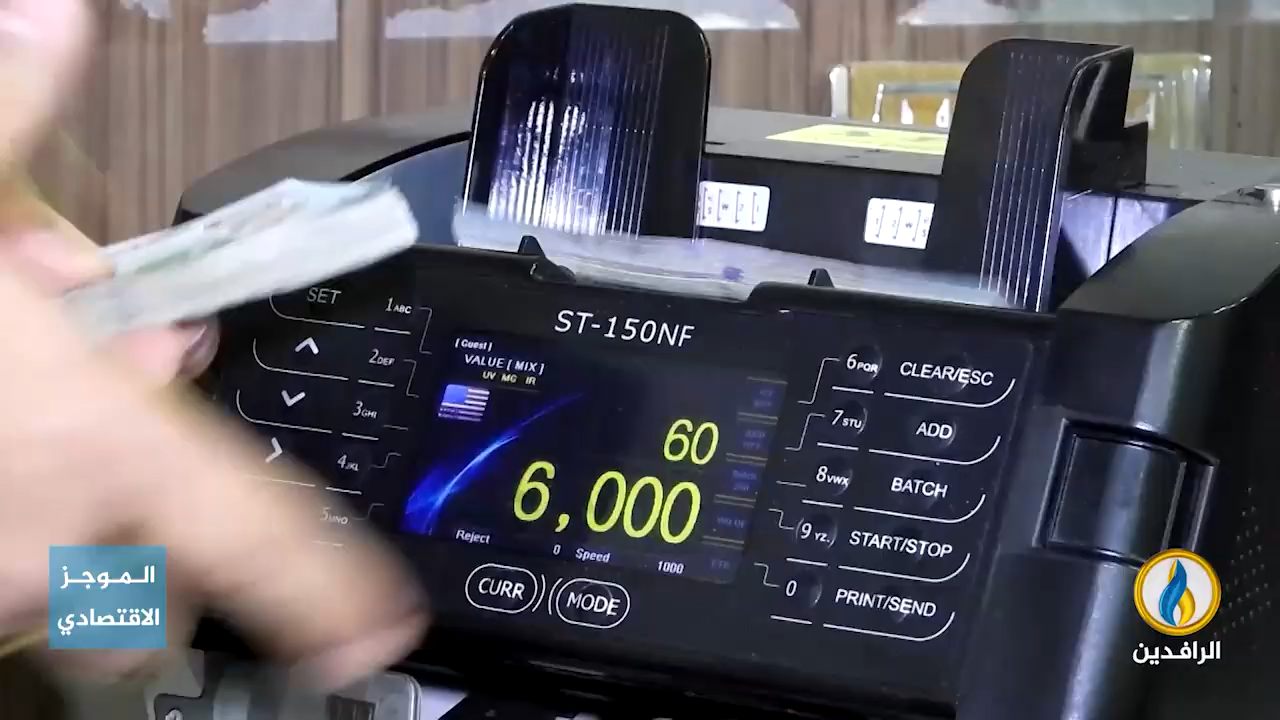 ST-150NF
SET
1ABC
2DEF
3GHI
4JKL
5MNO
[ Guest ]
VALUE [ MIX ]
UV MG IR
60
6,000
Reject 0 Speed 1000
CURR
MODE
6PQR CLEAR/ESC
7STU ADD
8VWX BATCH
9YZ. START/STOP
0 PRINT/SEND
الموجز
الاقتصادي
الرافدين